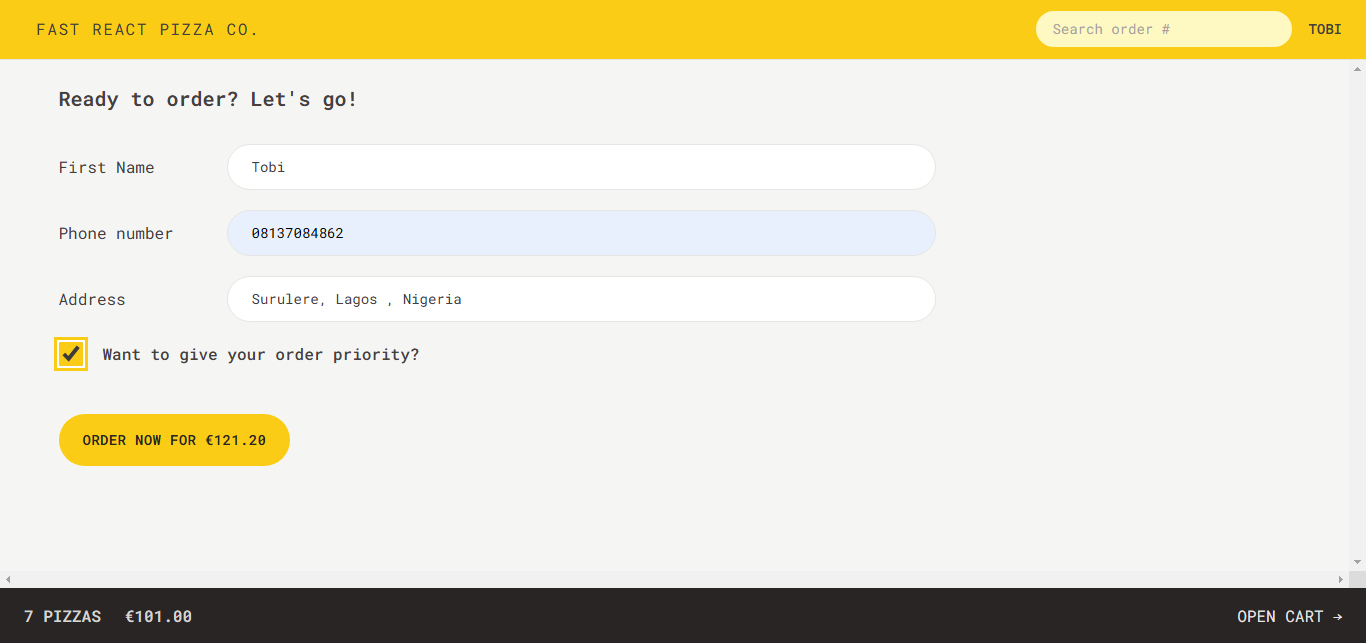 FAST REACT PIZZA CO.
Search order #
TOBI
Ready to order? Let's go!
First Name
Tobi
Phone number
08137084862
Address
Surulere, Lagos , Nigeria
Want to give your order priority?
ORDER NOW FOR €121.20
7 PIZZAS €101.00
OPEN CART →